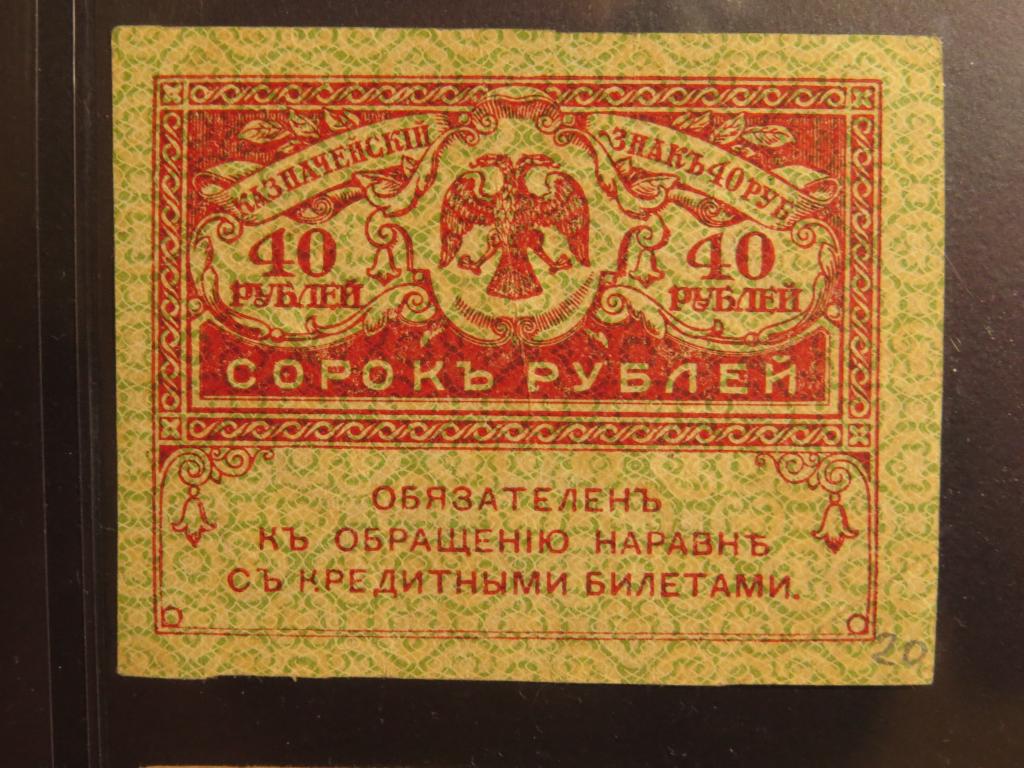 КАЗНАЧЕЙСКІЙ ЗНАКЪ 40 РУБ.
40 РУБЛЕЙ
40 РУБЛЕЙ
СОРОКЪ РУБЛЕЙ
ОБЯЗАТЕЛЕНЪ
КЪ ОБРАЩЕНІЮ НАРАВНѢ
СЪ КРЕДИТНЫМИ БИЛЕТАМИ.
20